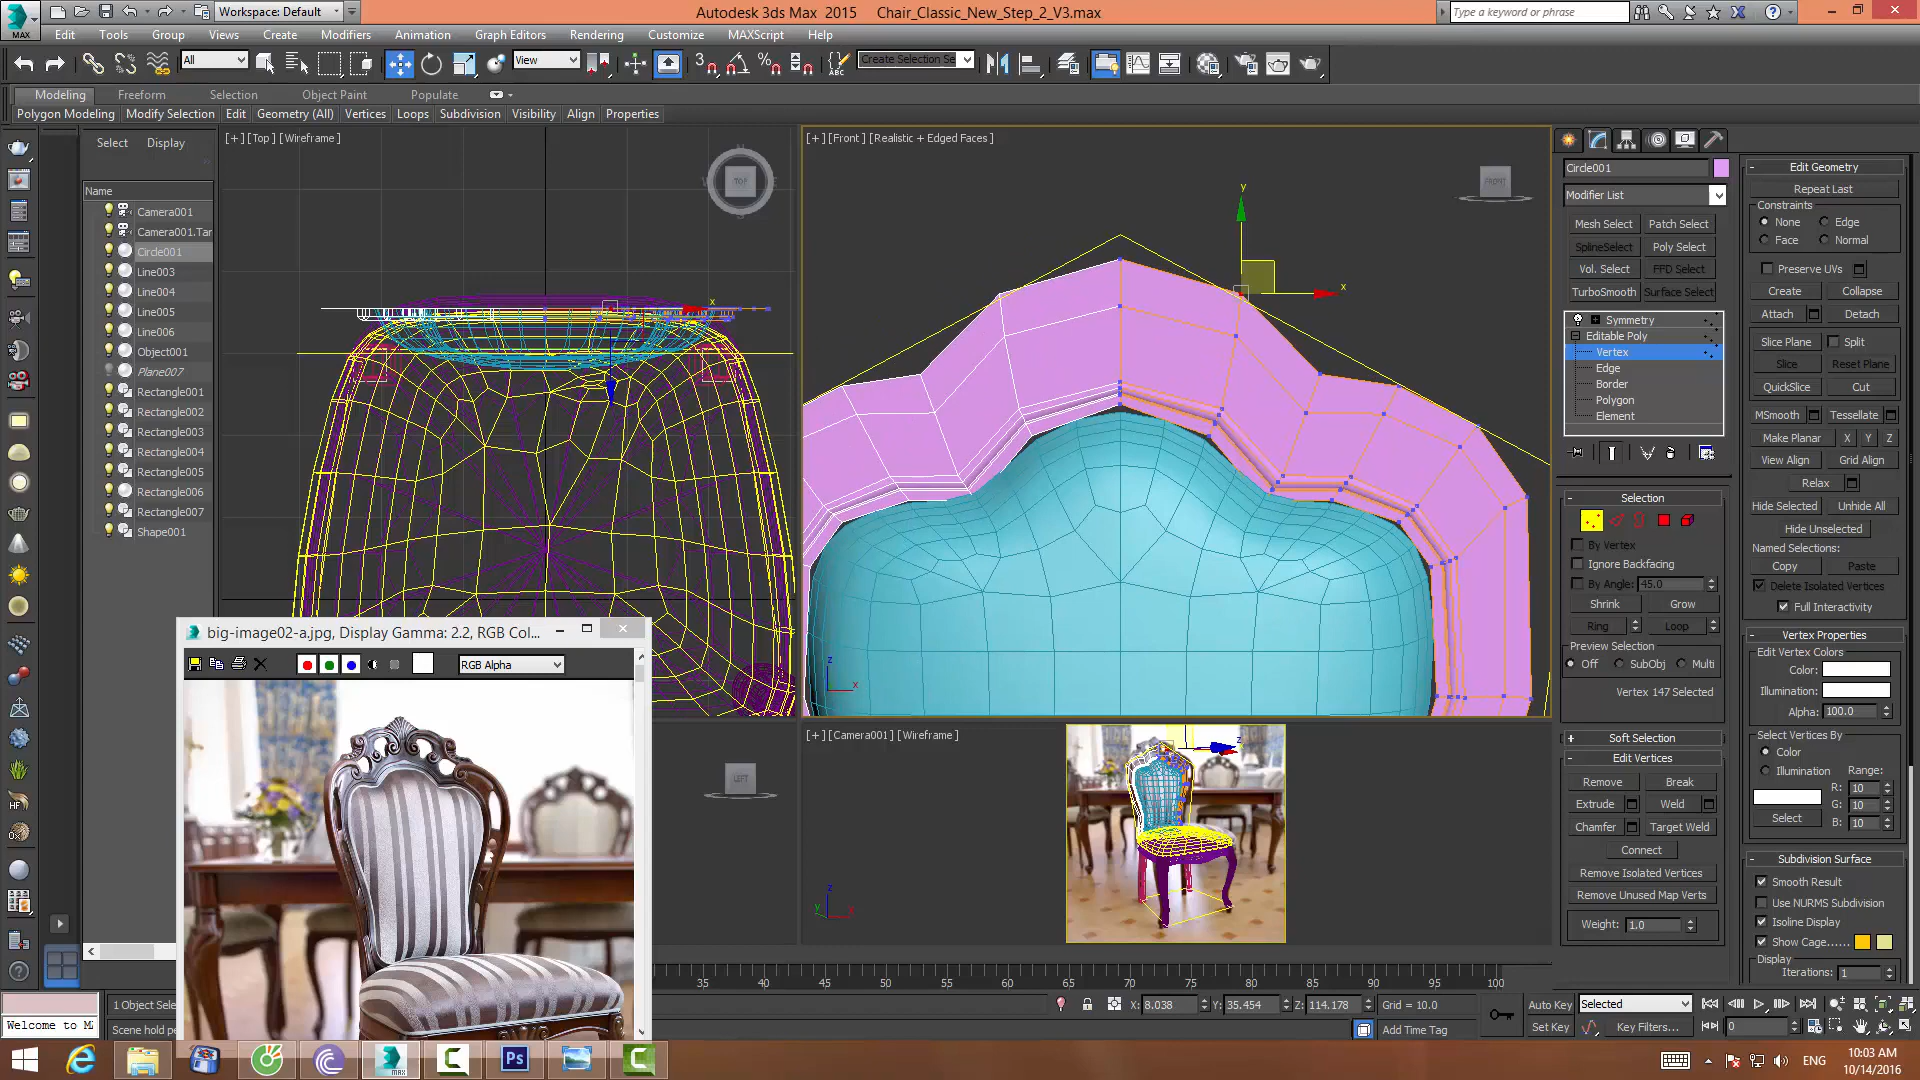 Workspace: Default
Autodesk 3ds Max 2015 Chair_Classic_New_Step_2_V3.max
Type a keyword or phrase
MAX
Edit Tools Group Views Create Modifiers Animation Graph Editors Rendering Customize MAXScript Help
All
View
Create Selection Se
Modeling Freeform Selection Object Paint Populate
Polygon Modeling Modify Selection Edit Geometry (All) Vertices Loops Subdivision Visibility Align Properties
Select Display
Name
Camera001
Camera001.Tar
Circle001
Line003
Line004
Line005
Line006
Object001
Plane007
Rectangle001
Rectangle002
Rectangle003
Rectangle004
Rectangle005
Rectangle006
Rectangle007
Shape001
[+] [Top] [Wireframe]
TOP
[+] [Front] [Realistic + Edged Faces]
FRONT
[+] [Camera001] [Wireframe]
LEFT
big-image02-a.jpg, Display Gamma: 2.2, RGB Col...
RGB Alpha
Circle001
Modifier List
Mesh Select Patch Select
SplineSelect Poly Select
Vol. Select FFD Select
TurboSmooth Surface Select
Symmetry
Editable Poly
Vertex
Edge
Border
Polygon
Element
Selection
By Vertex
Ignore Backfacing
By Angle: 45.0
Shrink Grow
Ring Loop
Preview Selection
Off SubObj Multi
Vertex 147 Selected
Soft Selection
Edit Vertices
Remove Break
Extrude Weld
Chamfer Target Weld
Connect
Remove Isolated Vertices
Remove Unused Map Verts
Weight: 1.0
Edit Geometry
Repeat Last
Constraints
None Edge
Face Normal
Preserve UVs
Create Collapse
Attach Detach
Slice Plane Split
Slice Reset Plane
QuickSlice Cut
MSmooth Tessellate
Make Planar X Y Z
View Align Grid Align
Relax
Hide Selected Unhide All
Hide Unselected
Named Selections:
Copy Paste
Delete Isolated Vertices
Full Interactivity
Vertex Properties
Edit Vertex Colors
Color:
Illumination:
Alpha: 100.0
Select Vertices By
Color
Illumination Range:
R: 10
G: 10
B: 10
Select
Subdivision Surface
Smooth Result
Use NURMS Subdivision
Isoline Display
Show Cage......
Display
Iterations: 1
35 40 45 50 55 60 65 70 75 80 85 90 95 100
1 Object Sele
X: 8.038 Y: 35.454 Z: 114.178 Grid = 10.0
Auto Key Selected
Welcome to M
Scene hold pe
Add Time Tag
Set Key Key Filters...
0
Ps
MAX
ENG
10:03 AM
10/14/2016